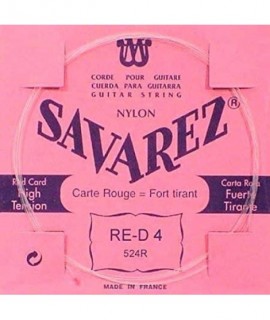 CORDE POUR GUITARE
CUERDA PARA GUITARRA
GUITAR STRING
NYLON
SAVAREZ®
Red Card
High
Tension
Carte Rouge = Fort tirant
Carta Roja
Fuerte
Tirante
RE-D 4
524R
MADE IN FRANCE